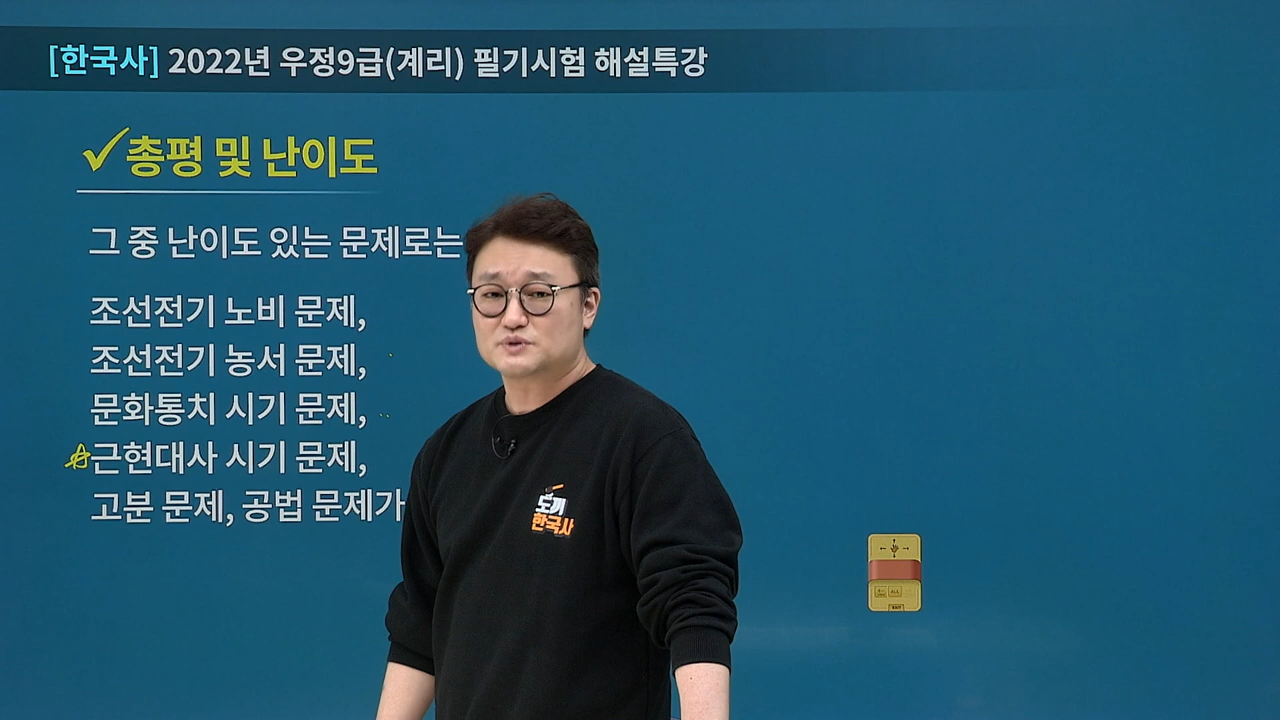 [한국사] 2022년 우정9급(계리) 필기시험 해설특강
총평 및 난이도
그 중 난이도 있는 문제로는
조선전기 노비 문제,
조선전기 농서 문제,
문화통치 시기 문제,
근현대사 시기 문제,
고분 문제, 공법 문제가
도끼
한국사
ALL